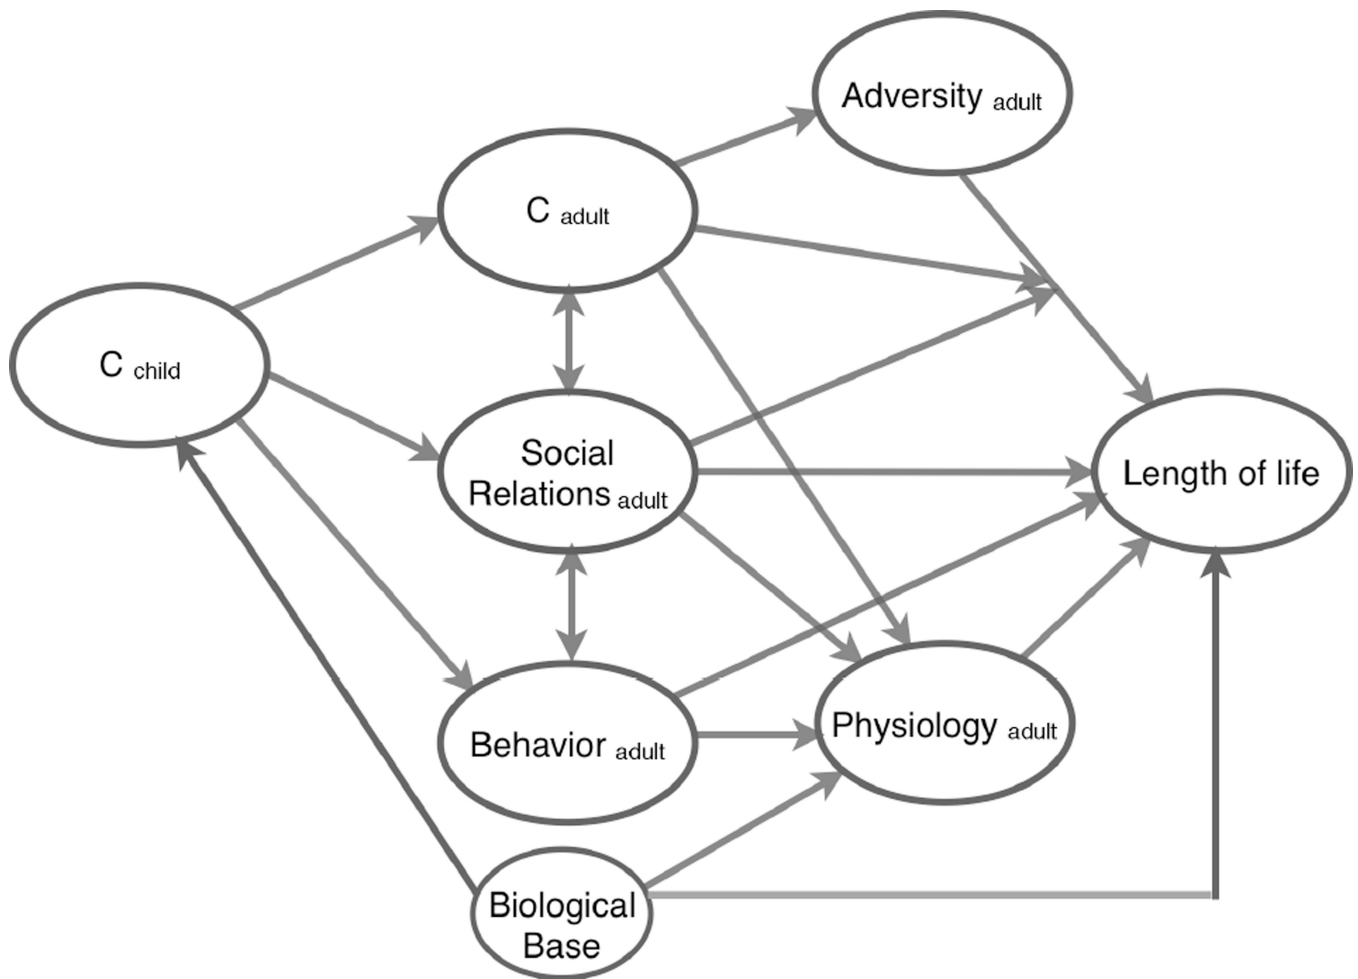 Adversity adult
C adult
C child
Social
Relations adult
Length of life
Behavior adult
Physiology adult
Biological
Base